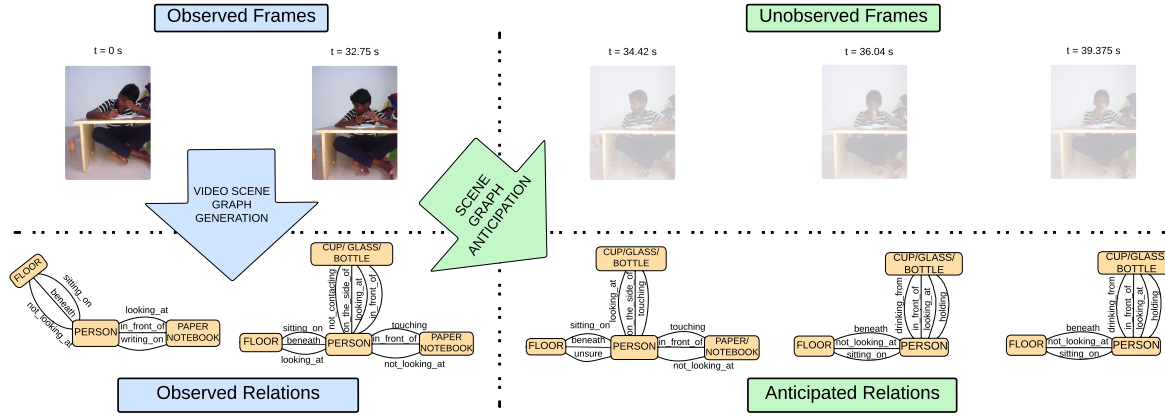 Observed Frames
Unobserved Frames
t = 0 s
t = 32.75 s
t = 34.42 s
t = 36.04 s
t = 39.375 s
VIDEO SCENE
GRAPH
GENERATION
SCENE
GRAPH
ANTICIPATION
FLOOR
sitting_on
beneath
not_looking_at
PERSON
looking_at
in_front_of
writing_on
PAPER
NOTEBOOK
CUP/ GLASS/
BOTTLE
not_contacting
on_the_side_of
looking_at
in_front_of
FLOOR
sitting_on
beneath
looking_at
PERSON
touching
in_front_of
not_looking_at
PAPER
NOTEBOOK
CUP/GLASS/
BOTTLE
looking_at
on_the_side_of
touching
FLOOR
sitting_on
beneath
unsure
PERSON
touching
in_front_of
not_looking_at
PAPER/
NOTEBOOK
CUP/GLASS/
BOTTLE
drinking_from
in_front_of
looking_at
holding
FLOOR
beneath
not_looking_at
sitting_on
PERSON
CUP/GLASS/
BOTTLE
drinking_from
in_front_of
looking_at
holding
FLOOR
beneath
not_looking_at
sitting_on
PERSON
Observed Relations
Anticipated Relations